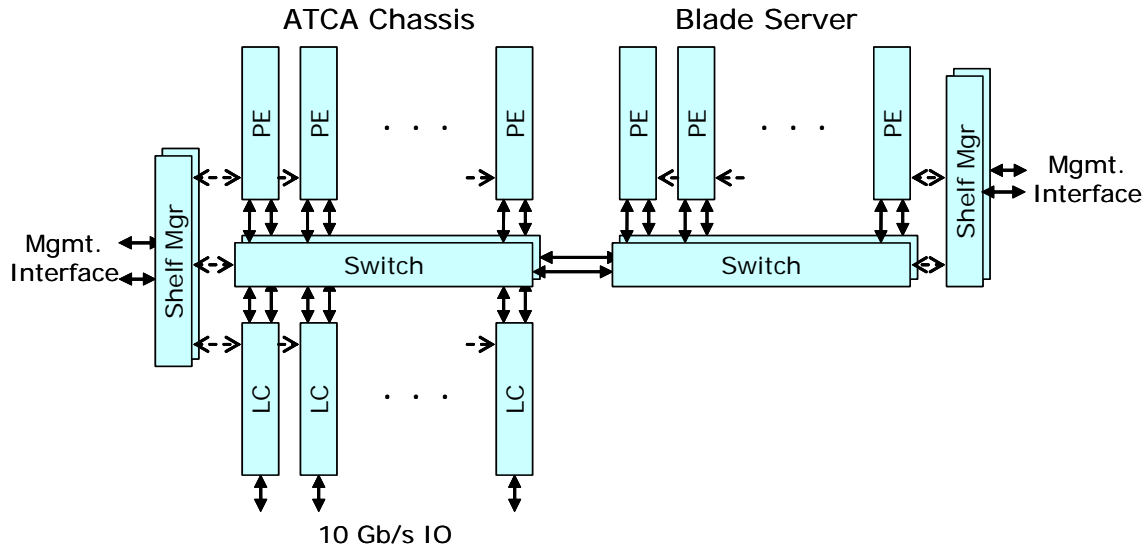 ATCA Chassis
Blade Server
PE
PE
. . .
PE
PE
PE
. . .
PE
Shelf Mgr
Mgmt.
Interface
Shelf Mgr
Mgmt.
Interface
Switch
Switch
LC
LC
. . .
LC
10 Gb/s IO